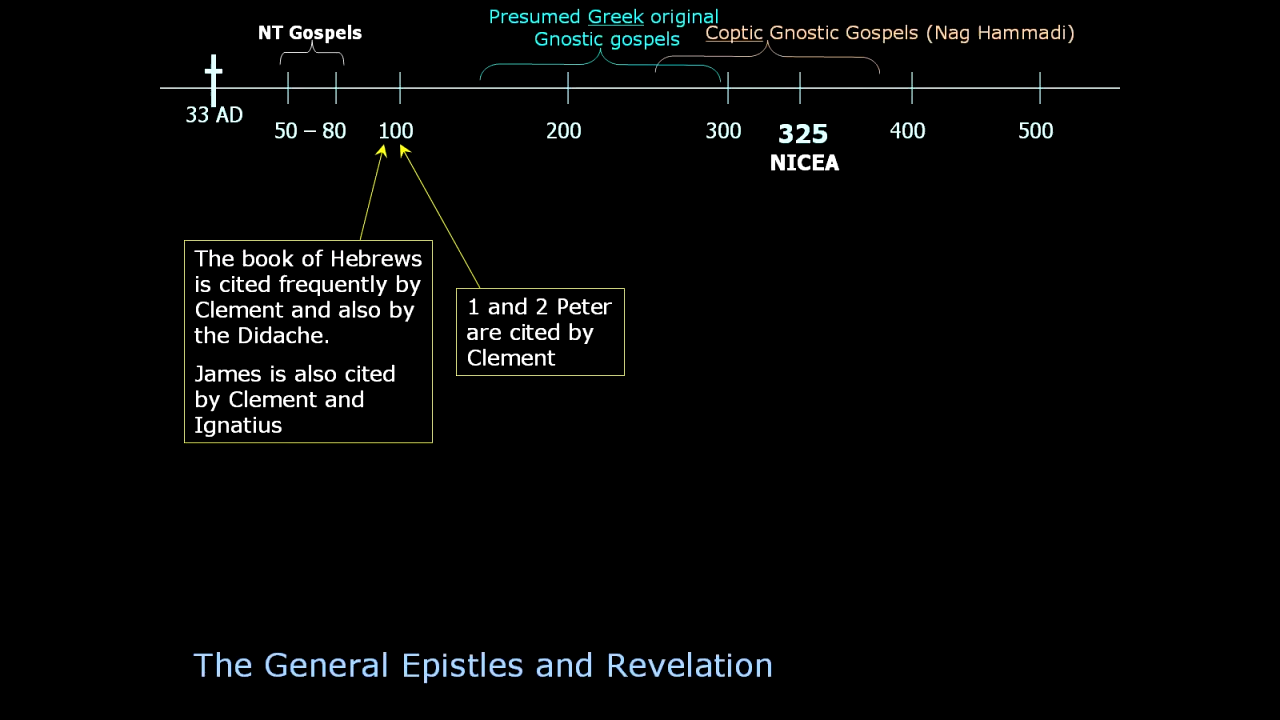 Presumed Greek original
Gnostic gospels
NT Gospels
Coptic Gnostic Gospels (Nag Hammadi)
33 AD
50 – 80
100
200
300
325
NICEA
400
500
The book of Hebrews
is cited frequently by
Clement and also by
the Didache.
James is also cited
by Clement and
Ignatius
1 and 2 Peter
are cited by
Clement
The General Epistles and Revelation